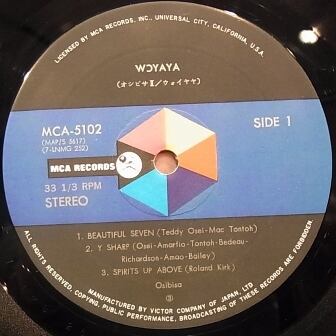 LICENSED BY MCA RECORDS, INC., UNIVERSAL CITY, CALIFORNIA, U.S.A.
WƆYAYA
(オシビサⅡ/ウォイヤヤ)
MCA-5102
(MAP/S 5617)
(7-LNMG 252)
SIDE 1
MCA RECORDS
33 1/3 RPM
STEREO
1. BEAUTIFUL SEVEN (Teddy Osei-Mac Tontoh)
2. Y SHARP (Osei-Amarfio-Tontoh-Bedeau-
Richardson-Amao-Bailey)
3. SPIRITS UP ABOVE (Roland Kirk)
Osibisa
ALL RIGHTS RESERVED. UNAUTHORIZED COPYING, PUBLIC PERFORMANCE, BROADCASTING OF THESE RECORDS ARE FORBIDDEN.
MANUFACTURED BY VICTOR COMPANY OF JAPAN, LTD